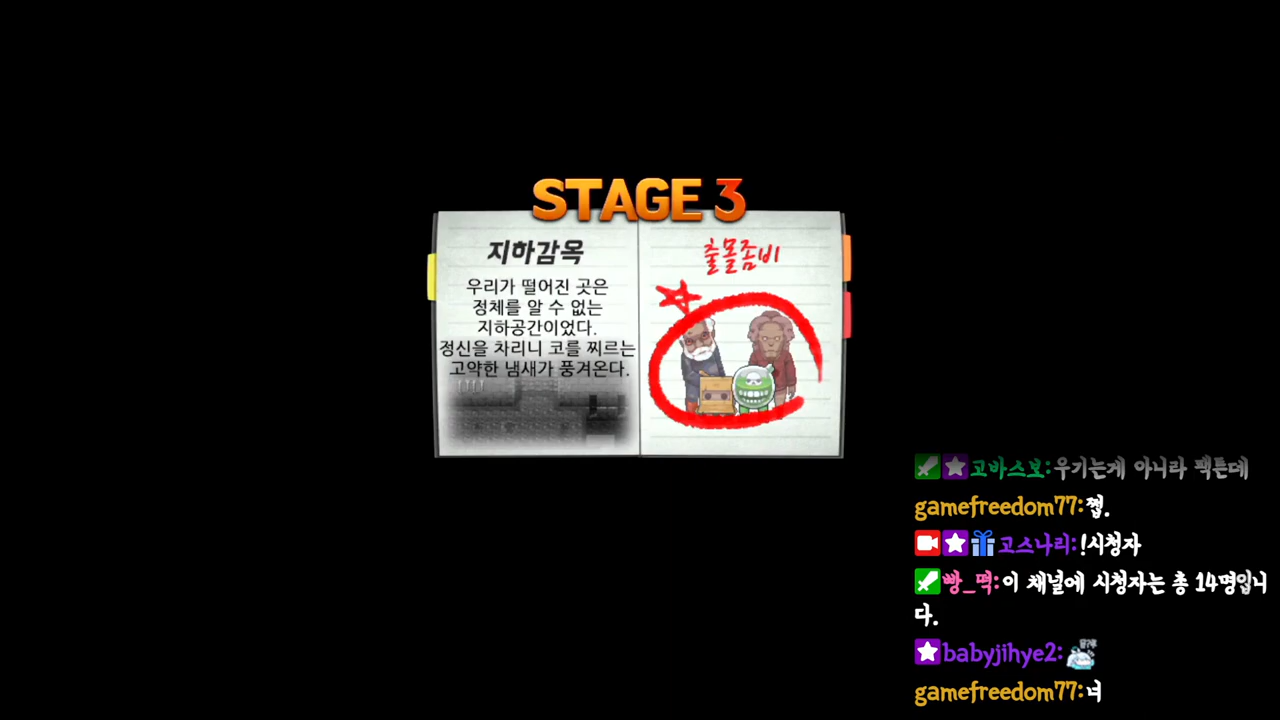 STAGE 3
지하감옥
우리가 떨어진 곳은
정체를 알 수 없는
지하공간이었다.
정신을 차리니 코를 찌르는
고약한 냄새가 풍겨온다.
출몰좀비
고바스보:우기는게 아니라 팩튼데
gamefreedom77:쩝.
고스나리:!시청자
빵_떡:이 채널에 시청자는 총 14명입니
다.
babyjihye2:
gamefreedom77:너